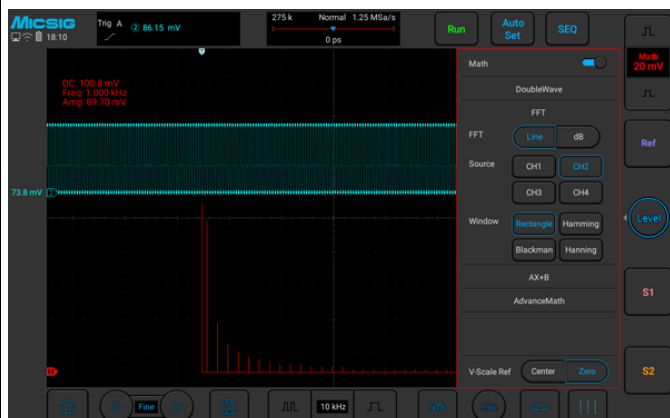 Micsig
18:10
Trig A
② 86.15 mV
275 k Normal 1.25 MSa/s
0 ps
Run
Auto
Set
SEQ
Math
20 mV
Ref
Level
S1
S2
DC: 100.8 mV
Freq: 1.000 kHz
Amp: 89.70 mV
73.8 mV
2
M
Math
DoubleWave
FFT
FFT Line dB
Source CH1 CH2
CH3 CH4
Window Rectangle Hamming
Blackman Hanning
AX+B
AdvanceMath
V-Scale Ref Center Zero
Fine
10 kHz